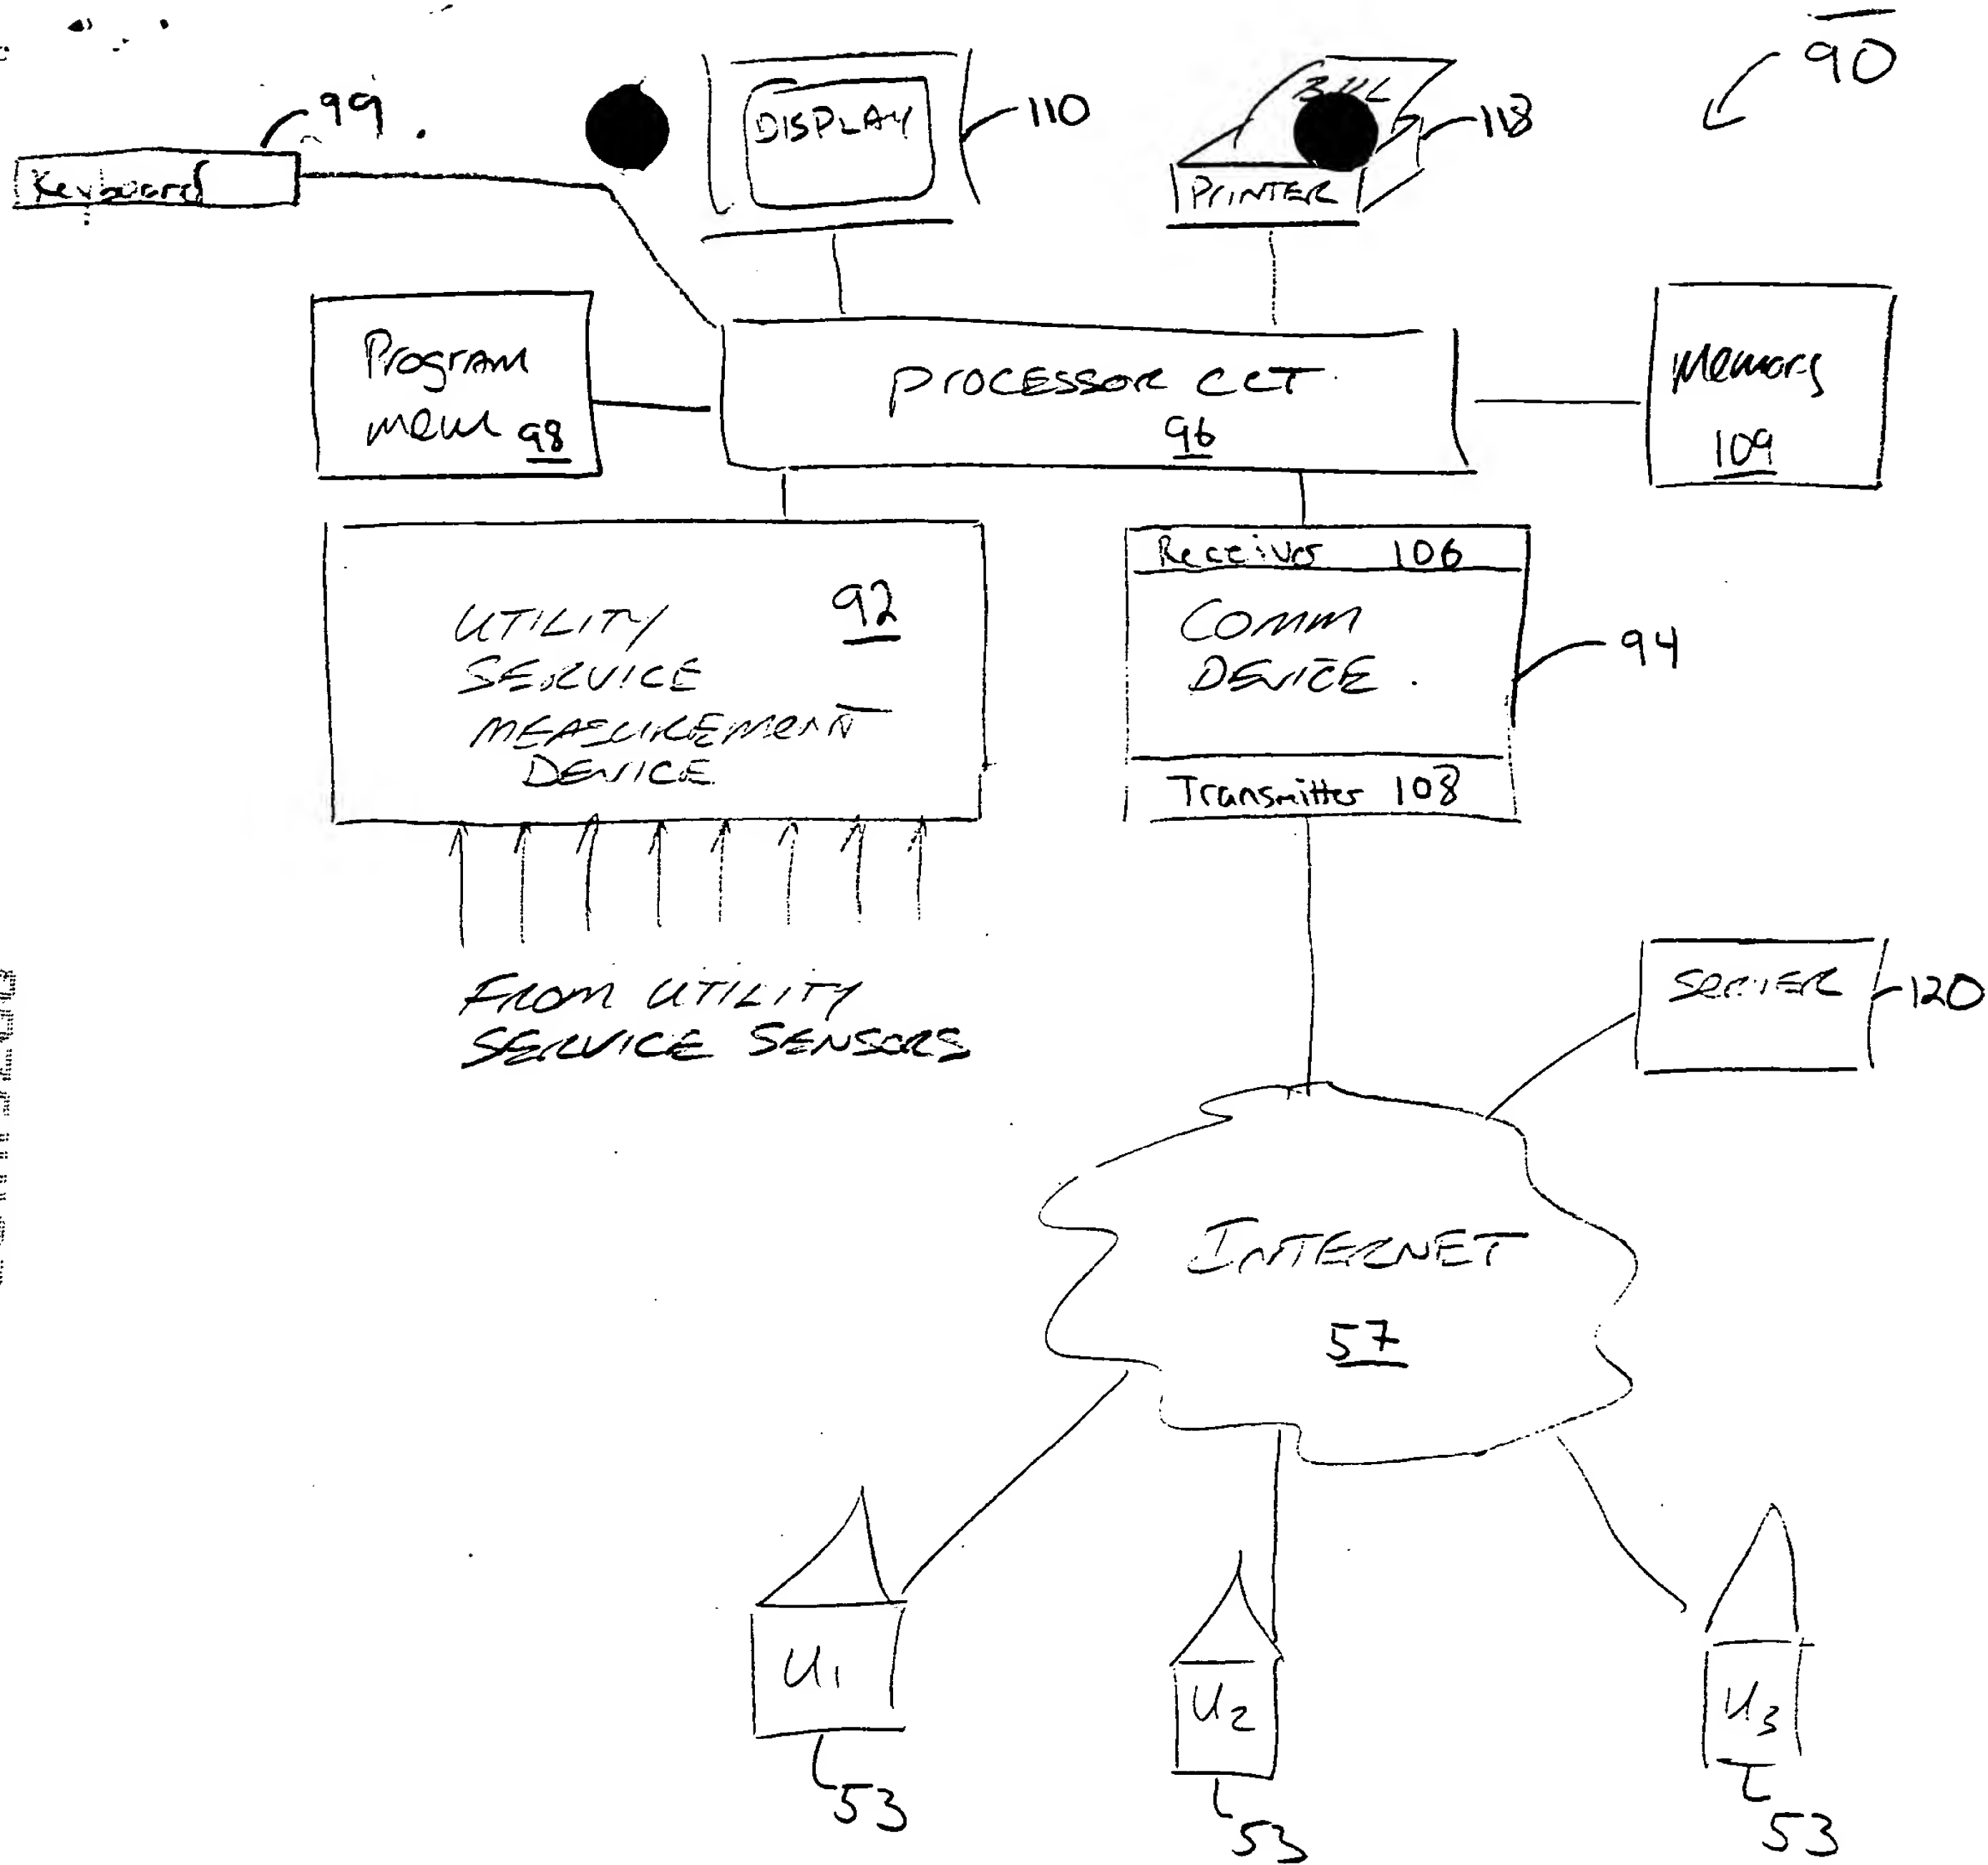 90
99
Keyboard
DISPLAY
110
BILL
118
PRINTER
Program
mem 98
PROCESSOR CCT
96
Memory
109
UTILITY 92
SERVICE
MEASUREMENT
DEVICE
Receiver 106
COMM
DEVICE
94
Transmitter 108
FROM UTILITY
SERVICE SENSORS
SERVER
120
INTERNET
57
U1
U2
U3
53
53
53